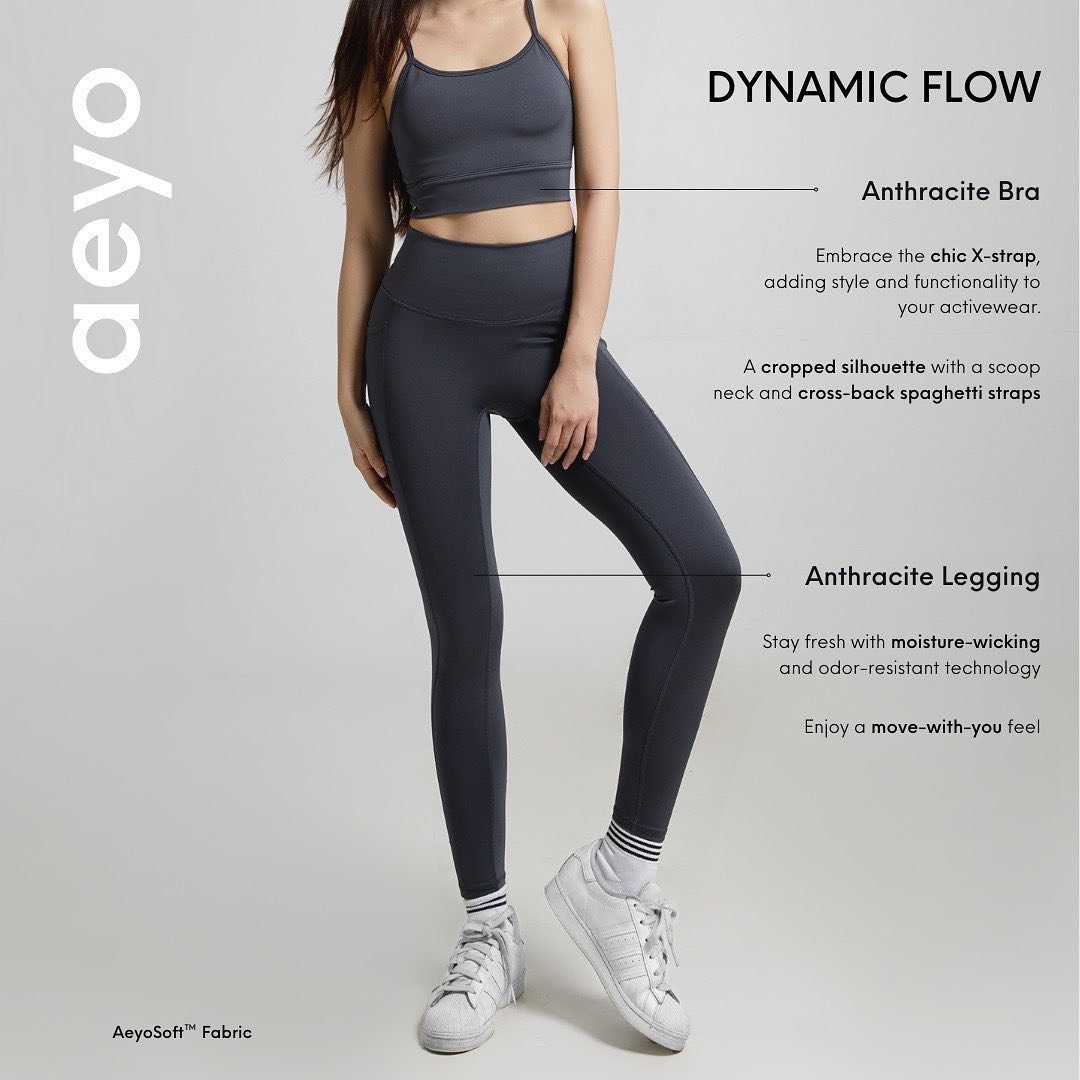 aeyo
DYNAMIC FLOW
Anthracite Bra
Embrace the chic X-strap,
adding style and functionality to
your activewear.
A cropped silhouette with a scoop
neck and cross-back spaghetti straps
Anthracite Legging
Stay fresh with moisture-wicking
and odor-resistant technology
Enjoy a move-with-you feel
AeyoSoft™ Fabric